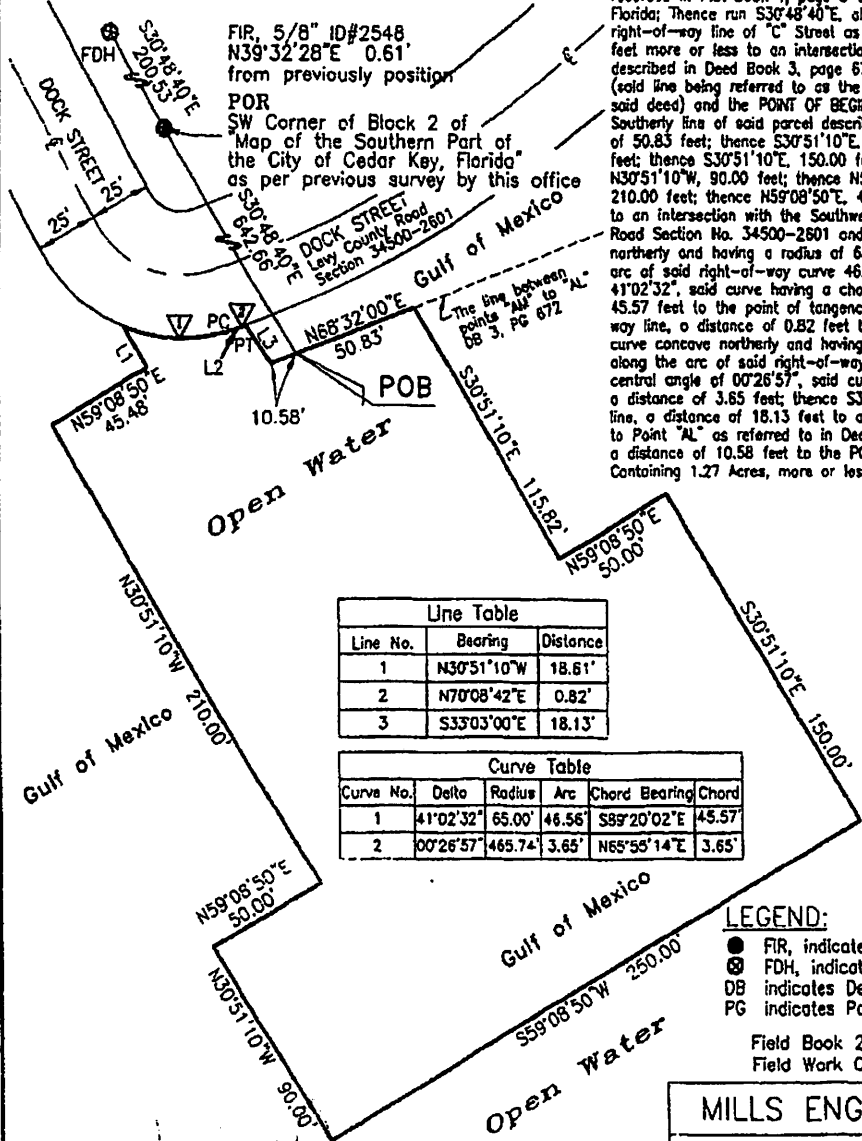 FIR, 5/8" ID#2548
N39°32'28"E 0.61'
from previously position
POR
SW Corner of Block 2 of
"Map of the Southern Part of
the City of Cedar Key, Florida"
as per previous survey by this office
FDH
S30°48'40"E
200.53'
DOCK STREET
℄
25'
25'
S30°48'40"E
642.66'
DOCK STREET
Levy County Road
Section 34500-2601
℄
Gulf of Mexico
The line between
points "AM" to "AL"
DB 3, PG 672
1
PC
2
PT
L1
L2
L3
N68°32'00"E
50.83'
10.58'
POB
N59°08'50"E
45.48'
Open Water
S30°51'10"E 115.82'
N59°08'50"E
50.00'
S30°51'10"E 150.00'
N30°51'10"W 210.00'
Gulf of Mexico
Line Table
Line No. Bearing Distance
1 N30°51'10"W 18.61'
2 N70°08'42"E 0.82'
3 S33°03'00"E 18.13'
Curve Table
Curve No. Delta Radius Arc Chord Bearing Chord
1 41°02'32" 65.00' 46.56' S89°20'02"E 45.57'
2 00°26'57" 465.74' 3.65' N65°55'14"E 3.65'
N59°08'50"E
50.00'
N30°51'10"W 90.00'
Gulf of Mexico
S59°08'50"W 250.00'
Open Water
Florida; Thence run S30°48'40"E,
right-of-way line of "C" Street as
feet more or less to an intersection
described in Deed Book 3, page
(said line being referred to as the
said deed) and the POINT OF
Southerly line of said parcel
of 50.83 feet; thence S30°51'10"E,
feet; thence S30°51'10"E, 150.00
N30°51'10"W, 90.00 feet; thence
210.00 feet; thence N59°08'50"E,
to an intersection with the
Road Section No. 34500-2601 and
northerly and having a radius of
arc of said right-of-way curve
41°02'32", said curve having a
45.57 feet to the point of
way line, a distance of 0.82 feet
curve concave northerly and having
along the arc of said right-of-way
central angle of 00°26'57", said
a distance of 3.65 feet; thence
line, a distance of 18.13 feet to
to Point "AL" as referred to in
a distance of 10.58 feet to the
Containing 1.27 Acres, more or
LEGEND:
FIR,
FDH,
DB indicates
PG indicates
Field Book
Field Work
MILLS